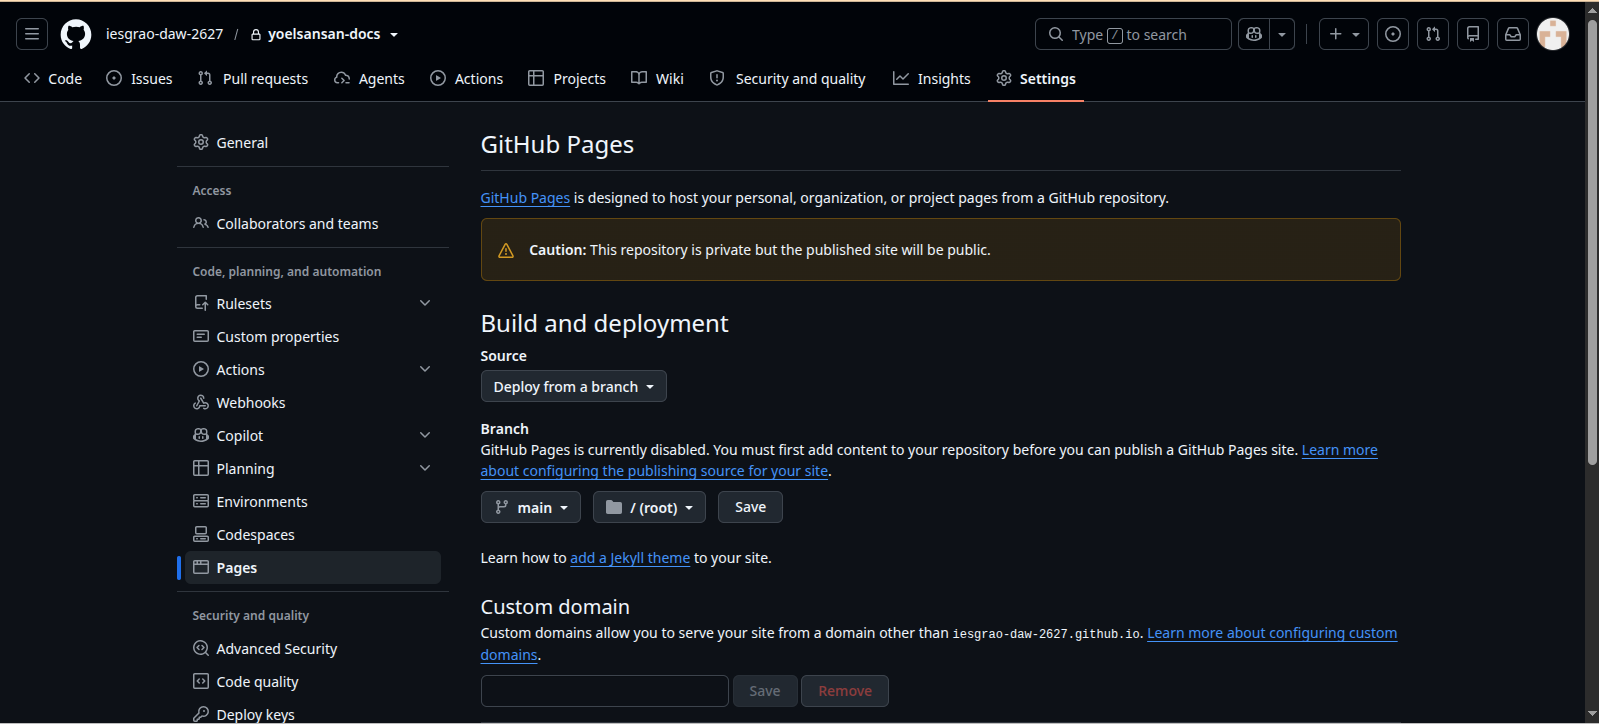 iesgrao-daw-2627 / yoelsansan-docs
Type / to search
Code Issues Pull requests Agents Actions Projects Wiki Security and quality Insights Settings
General
Access
Collaborators and teams
Code, planning, and automation
Rulesets
Custom properties
Actions
Webhooks
Copilot
Planning
Environments
Codespaces
Pages
Security and quality
Advanced Security
Code quality
Deploy keys
GitHub Pages
GitHub Pages is designed to host your personal, organization, or project pages from a GitHub repository.
Caution: This repository is private but the published site will be public.
Build and deployment
Source
Deploy from a branch
Branch
GitHub Pages is currently disabled. You must first add content to your repository before you can publish a GitHub Pages site. Learn more
about configuring the publishing source for your site.
main / (root) Save
Learn how to add a Jekyll theme to your site.
Custom domain
Custom domains allow you to serve your site from a domain other than iesgrao-daw-2627.github.io. Learn more about configuring custom
domains.
Save Remove